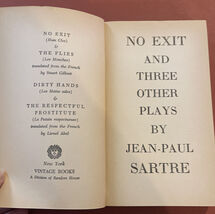 NO EXIT
(Huis Clos)
&
THE FLIES
(Les Mouches)
translated from the French
by Stuart Gilbert
DIRTY HANDS
(Les Mains sales)
&
THE RESPECTFUL
PROSTITUTE
(La Putain respectueuse)
translated from the French
by Lionel Abel
New York
VINTAGE BOOKS
A Division of Random House
NO EXIT
AND
THREE
OTHER
PLAYS
BY
JEAN-PAUL
SARTRE